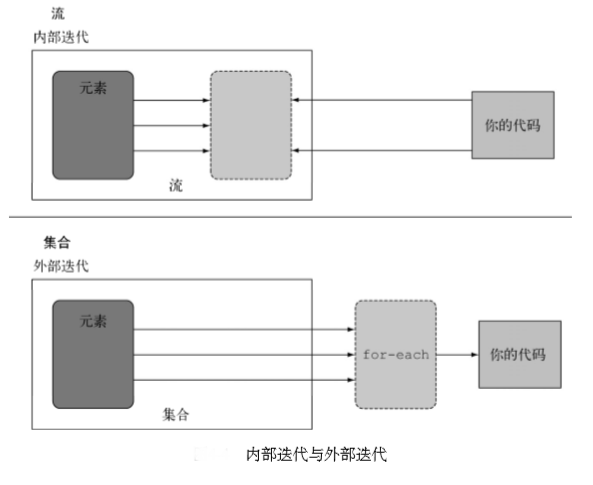 流
内部迭代
元素
你的代码
流
集合
外部迭代
元素
for-each
你的代码
集合
内部迭代与外部迭代